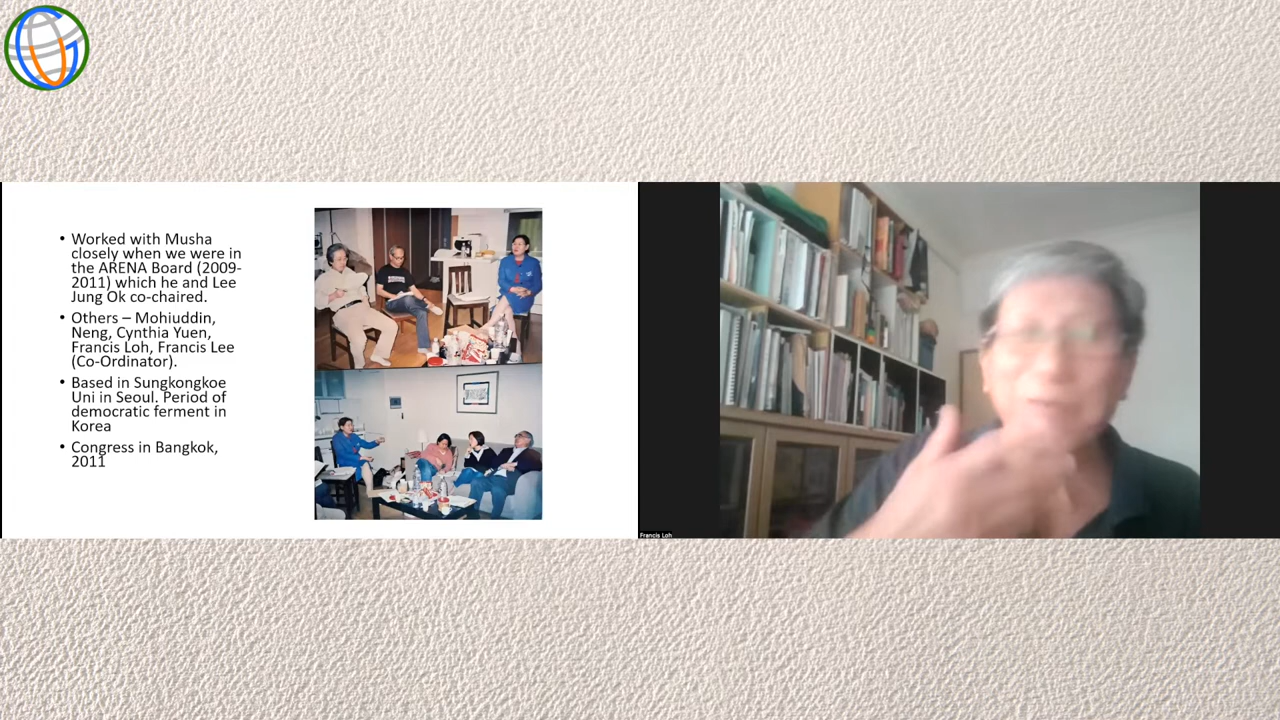 • Worked with Musha
closely when we were in
the ARENA Board (2009-
2011) which he and Lee
Jung Ok co-chaired.
• Others – Mohiuddin,
Neng, Cynthia Yuen,
Francis Loh, Francis Lee
(Co-Ordinator).
• Based in Sungkongkoe
Uni in Seoul. Period of
democratic ferment in
Korea
• Congress in Bangkok,
2011
Francis Loh